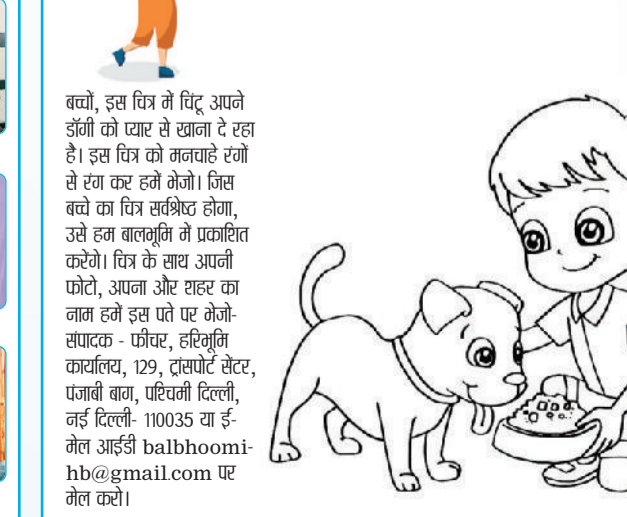 बच्चों, इस चित्र में चिंटू अपने
डॉगी को प्यार से खाना दे रहा
है। इस चित्र को मनचाहे रंगों
से रंग कर हमें भेजो। जिस
बच्चे का चित्र सर्वश्रेष्ठ होगा,
उसे हम बालभूमि में प्रकाशित
करेंगे। चित्र के साथ अपनी
फोटो, अपना और शहर का
नाम हमें इस पते पर भेजो-
संपादक - फीचर, हरिभूमि
कार्यालय, 129, ट्रांसपोर्ट सेंटर,
पंजाबी बाग, पश्चिमी दिल्ली,
नई दिल्ली- 110035 या ई-
मेल आईडी balbhoomi-
hb@gmail.com पर
मेल करो।